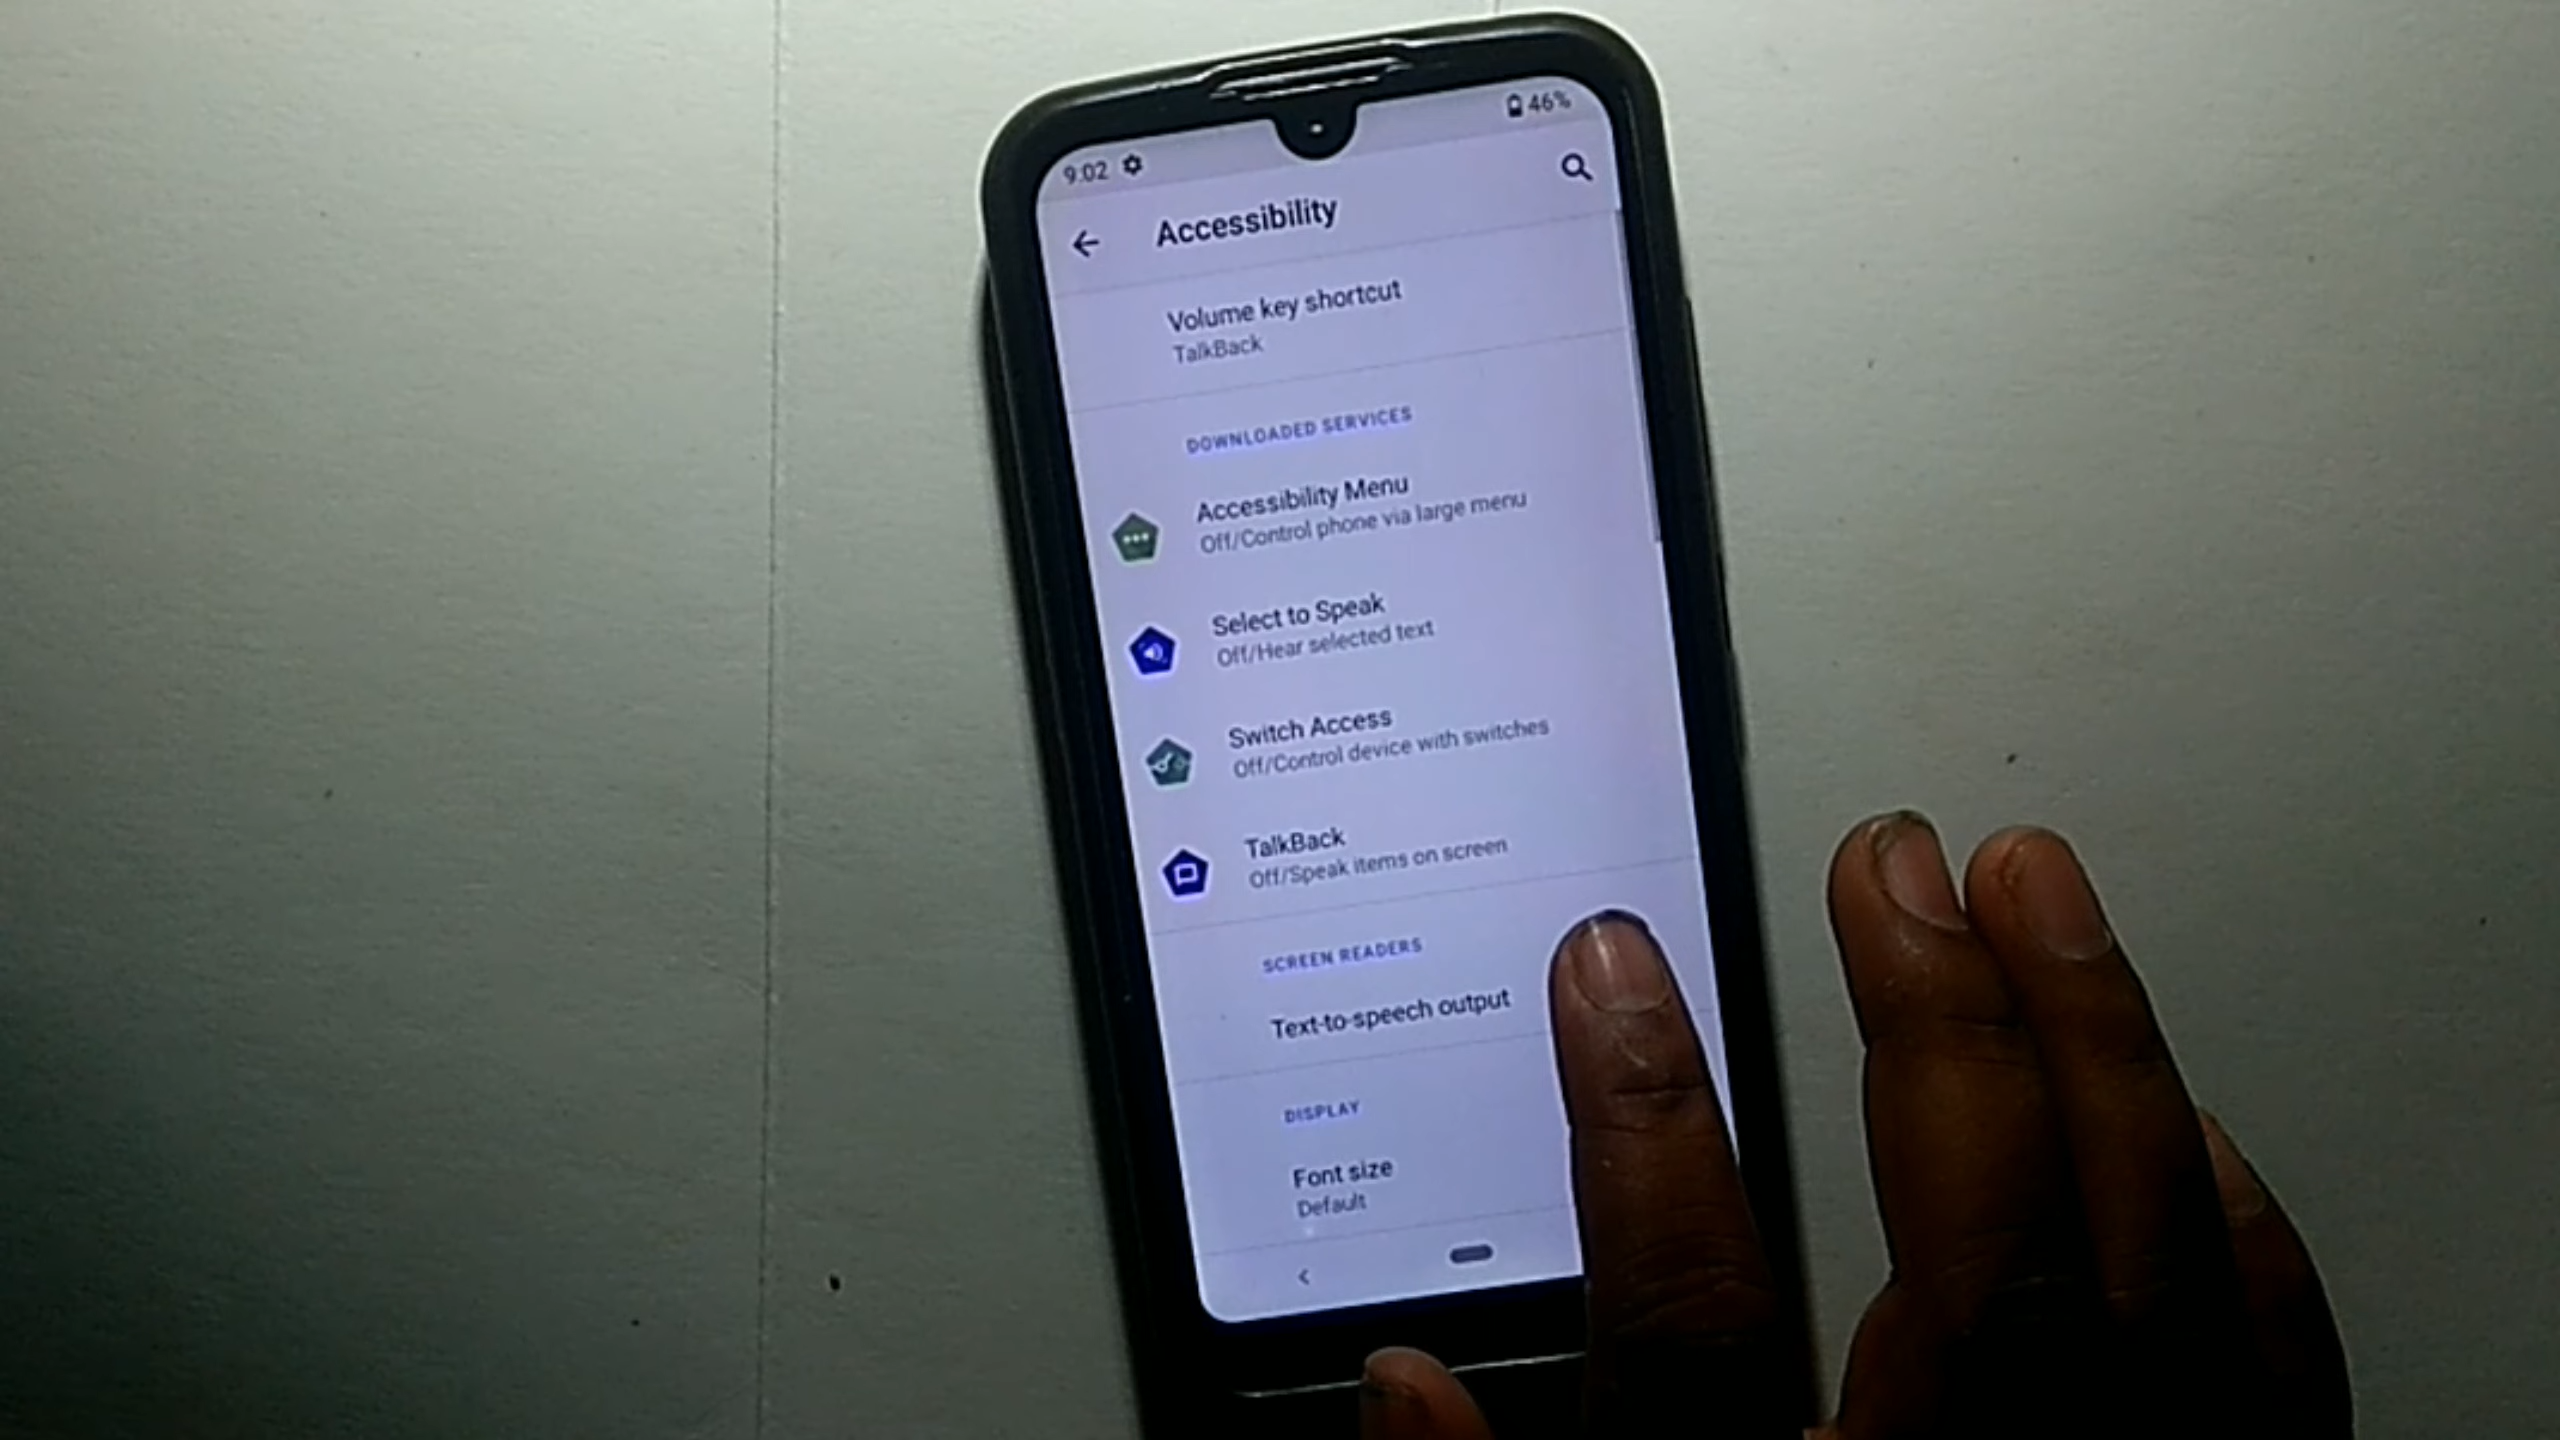 9:02
46%
Accessibility
Volume key shortcut
TalkBack
DOWNLOADED SERVICES
Accessibility Menu
Off/Control phone via large menu
Select to Speak
Off/Hear selected text
Switch Access
Off/Control device with switches
TalkBack
Off/Speak items on screen
SCREEN READERS
Text-to-speech output
DISPLAY
Font size
Default